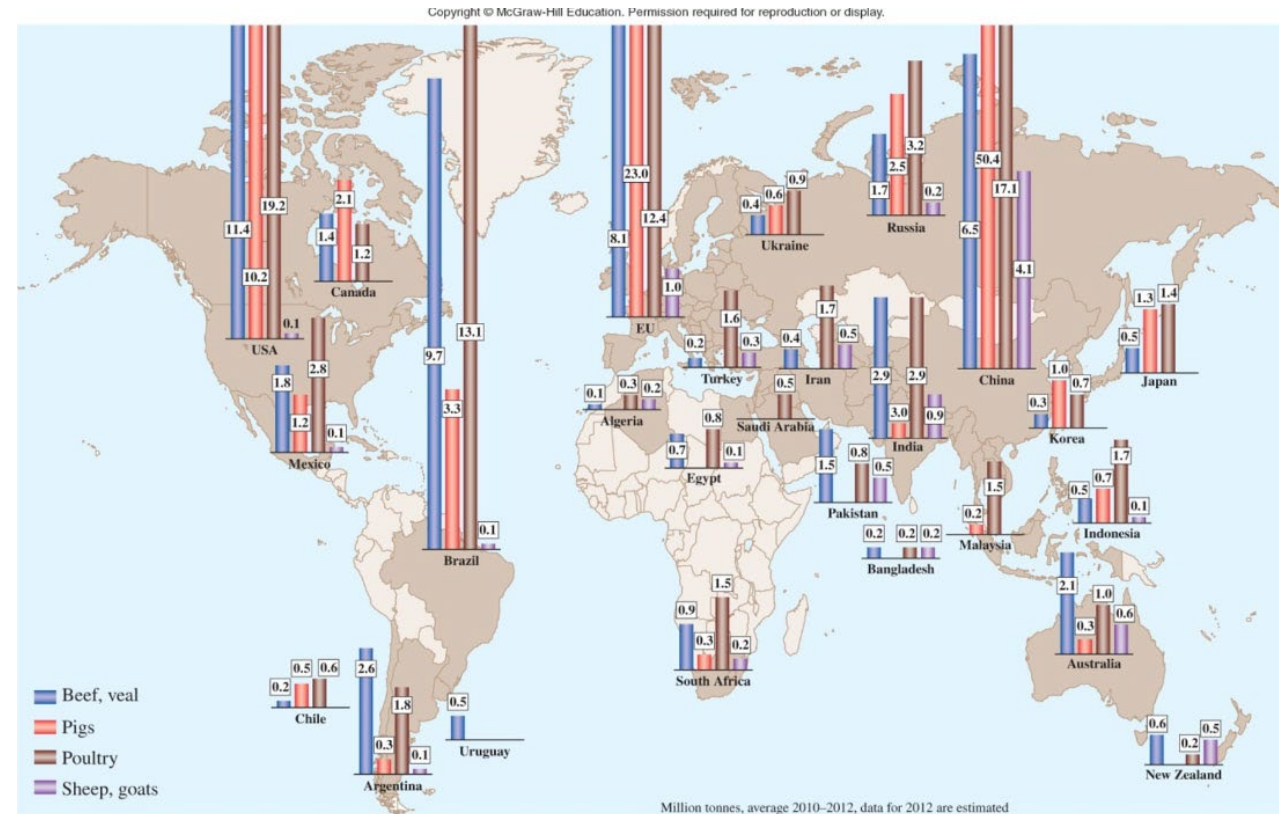 Copyright © McGraw-Hill Education. Permission required for reproduction or display.
11.4
10.2
19.2
0.1
USA
1.4
2.1
1.2
Canada
1.8
1.2
2.8
0.1
Mexico
9.7
3.3
13.1
0.1
Brazil
0.2
0.5
0.6
Chile
2.6
0.3
1.8
0.1
Argentina
0.5
Uruguay
8.1
23.0
12.4
1.0
EU
0.4
0.6
0.9
Ukraine
1.7
2.5
3.2
0.2
Russia
6.5
50.4
17.1
4.1
China
0.5
1.3
1.4
Japan
0.3
1.0
0.7
Korea
0.2
1.6
0.3
Turkey
0.4
1.7
0.5
Iran
2.9
3.0
2.9
0.9
India
0.1
0.3
0.2
Algeria
0.5
Saudi Arabia
0.7
0.8
0.1
Egypt
1.5
0.8
0.5
Pakistan
0.2
0.2
0.2
Bangladesh
0.2
1.5
Malaysia
0.5
0.7
1.7
0.1
Indonesia
0.9
0.3
1.5
0.2
South Africa
2.1
0.3
1.0
0.6
Australia
0.6
0.2
0.5
New Zealand
Beef, veal
Pigs
Poultry
Sheep, goats
Million tonnes, average 2010–2012, data for 2012 are estimated